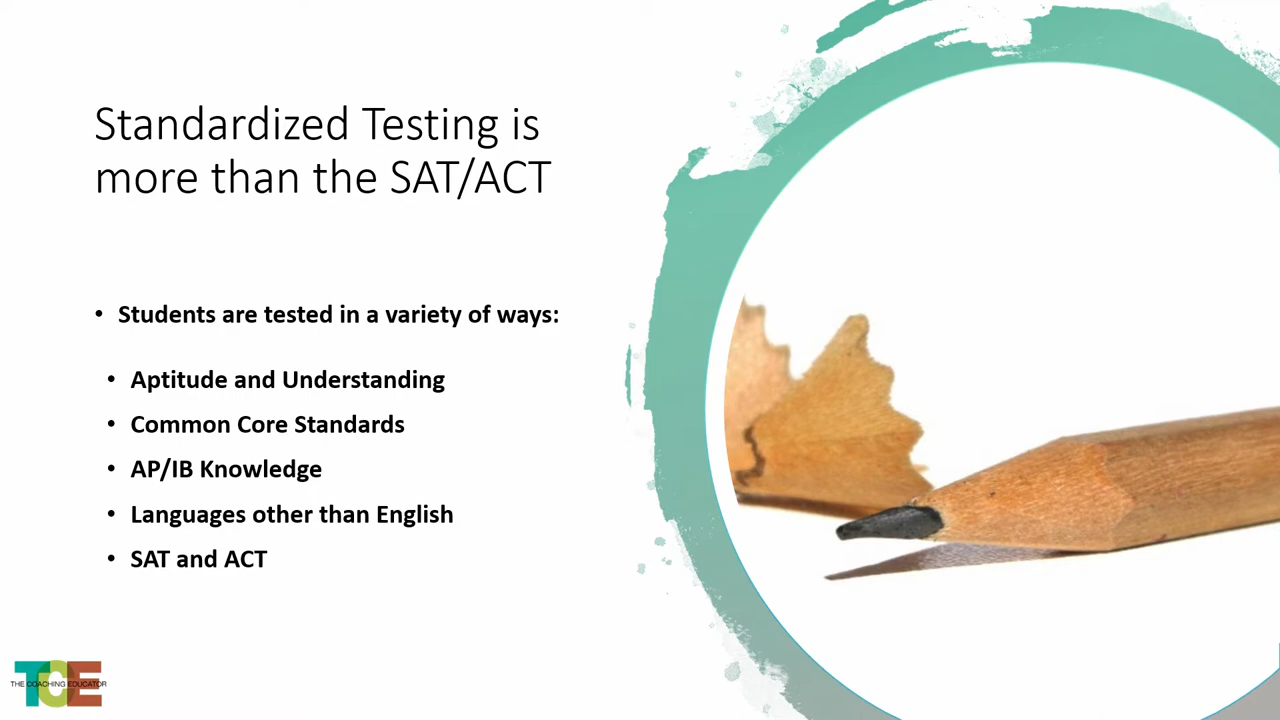 Standardized Testing is
more than the SAT/ACT
• Students are tested in a variety of ways:
• Aptitude and Understanding
• Common Core Standards
• AP/IB Knowledge
• Languages other than English
• SAT and ACT
TCE
THE COACHING EDUCATOR